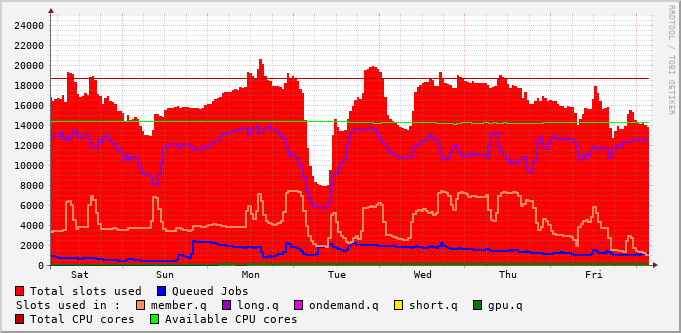 24000
22000
20000
18000
16000
14000
12000
10000
8000
6000
4000
2000
0
Sat Sun Mon Tue Wed Thu Fri
Total slots used Queued Jobs
Slots used in : member.q long.q ondemand.q short.q gpu.q
Total CPU cores Available CPU cores
RRDTOOL / TOBI OETIKER